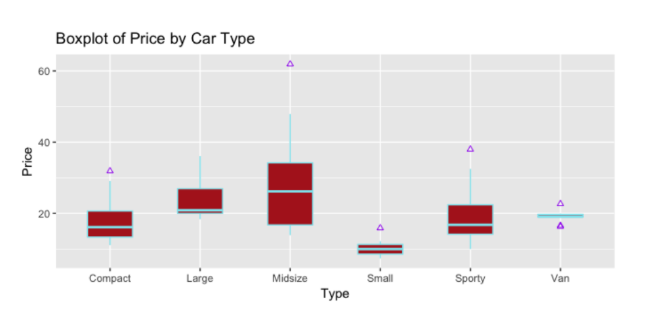 Boxplot of Price by Car Type
60
40
20
Price
Compact Large Midsize Small Sporty Van
Type